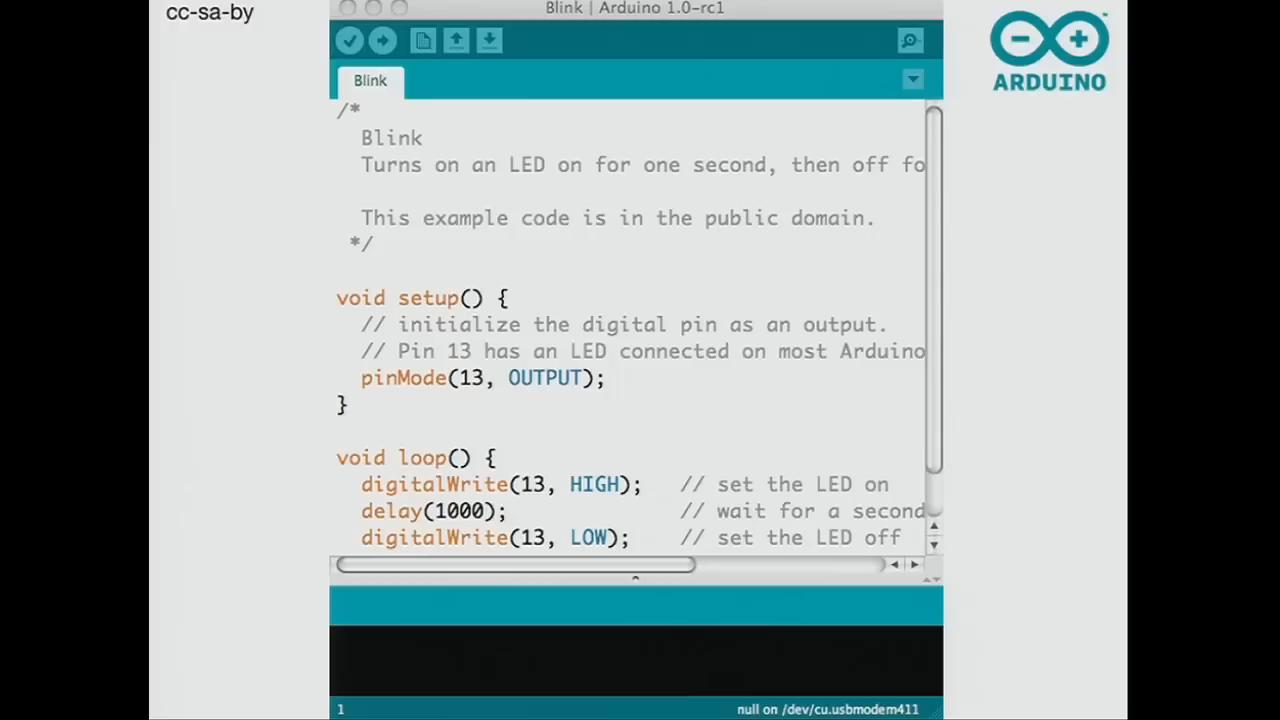 cc-sa-by
Blink | Arduino 1.0-rc1
ARDUINO
Blink
/*
Blink
Turns on an LED on for one second, then off fo
This example code is in the public domain.
*/
void setup() {
// initialize the digital pin as an output.
// Pin 13 has an LED connected on most Arduino
pinMode(13, OUTPUT);
}
void loop() {
digitalWrite(13, HIGH);   // set the LED on
delay(1000);              // wait for a second
digitalWrite(13, LOW);    // set the LED off
1
null on /dev/cu.usbmodem411